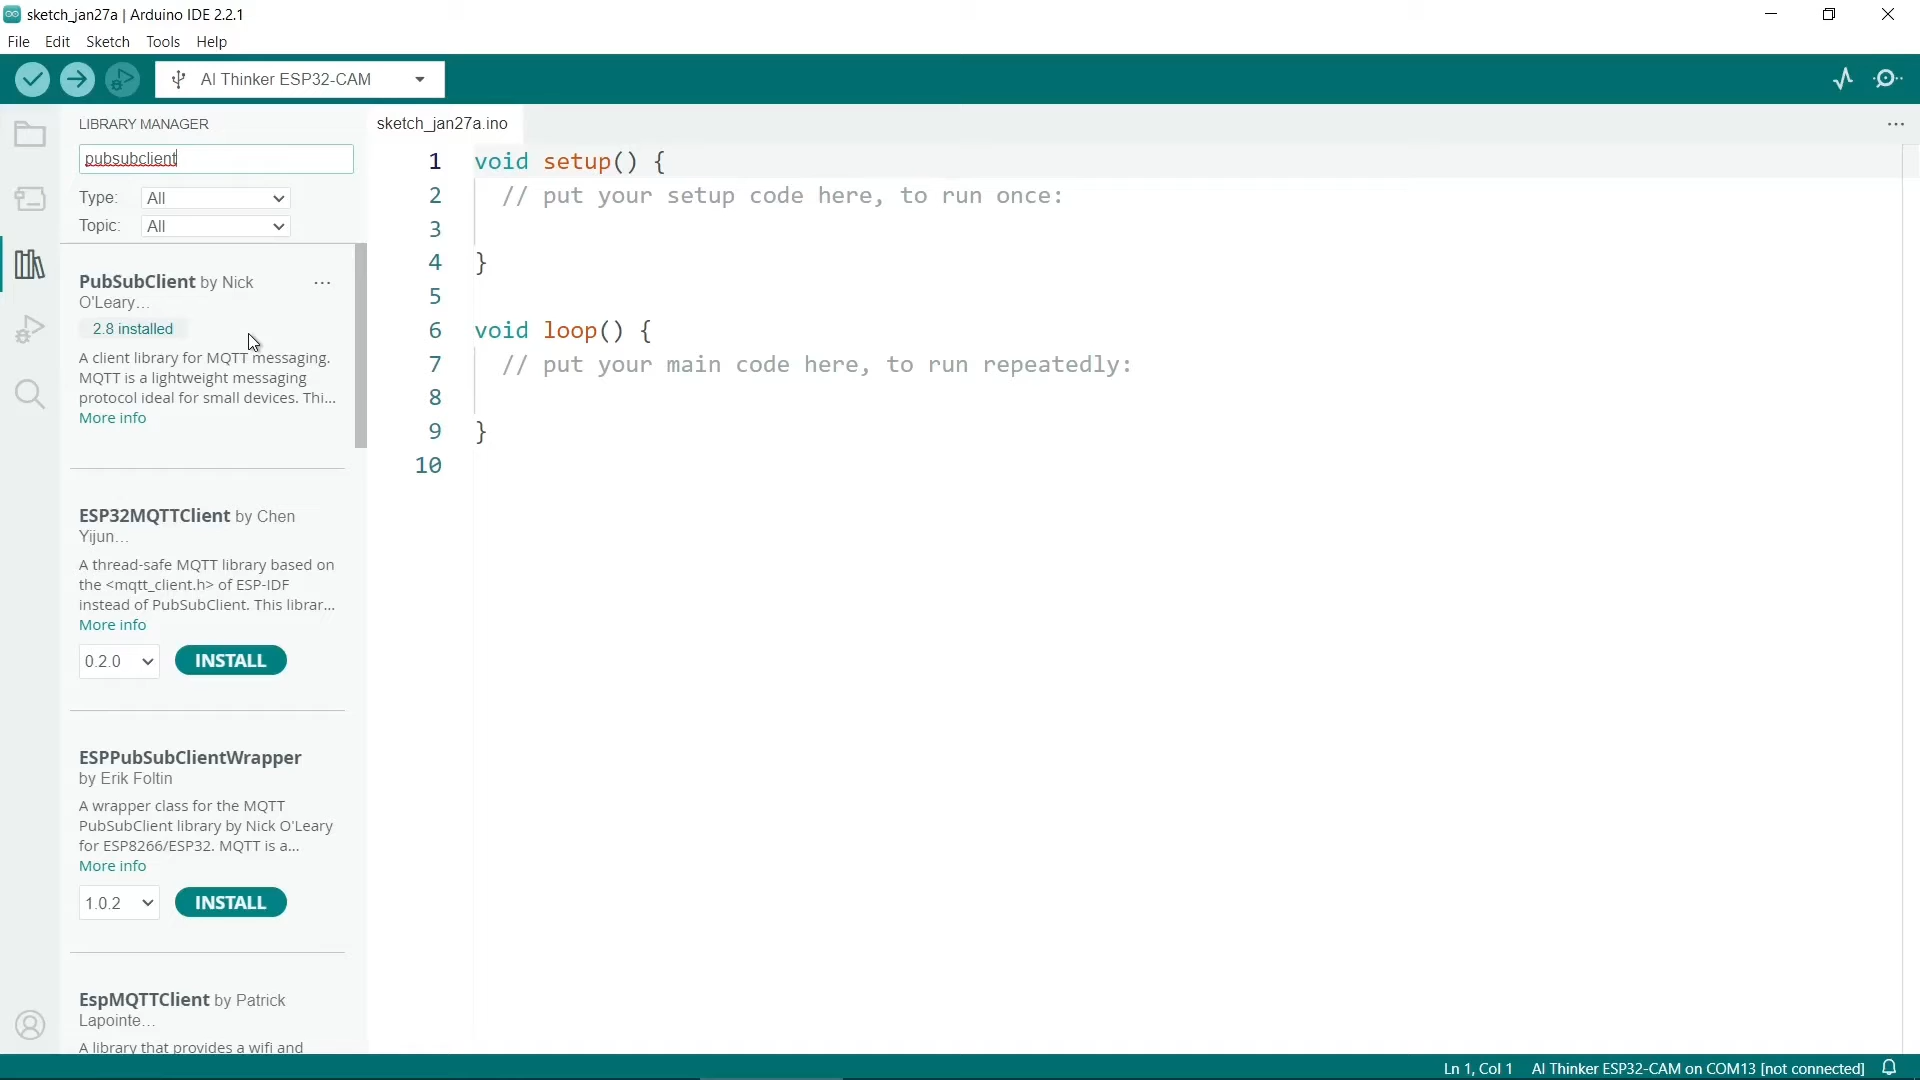 sketch_jan27a | Arduino IDE 2.2.1
File Edit Sketch Tools Help
AI Thinker ESP32-CAM
LIBRARY MANAGER
pubsubclient
Type: All
Topic: All
PubSubClient by Nick
O'Leary...
2.8 installed
A client library for MQTT messaging.
MQTT is a lightweight messaging
protocol ideal for small devices. Thi...
More info
ESP32MQTTClient by Chen
Yijun...
A thread-safe MQTT library based on
the <mqtt_client.h> of ESP-IDF
instead of PubSubClient. This librar...
More info
0.2.0 INSTALL
ESPPubSubClientWrapper
by Erik Foltin
A wrapper class for the MQTT
PubSubClient library by Nick O'Leary
for ESP8266/ESP32. MQTT is a...
More info
1.0.2 INSTALL
EspMQTTClient by Patrick
Lapointe...
A library that provides a wifi and
sketch_jan27a.ino
1 void setup() {
2 // put your setup code here, to run once:
3
4 }
5
6 void loop() {
7 // put your main code here, to run repeatedly:
8
9 }
10
Ln 1, Col 1 AI Thinker ESP32-CAM on COM13 [not connected]